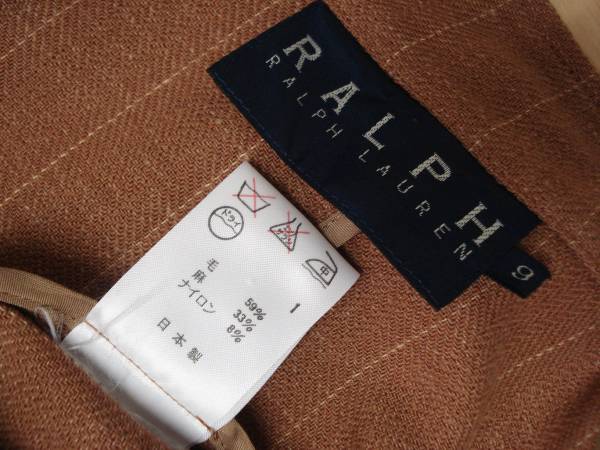 RALPH
RALPH LAUREN
9
ドライ
中
毛 59%
麻 33%
ナイロン 8%
日本製
1